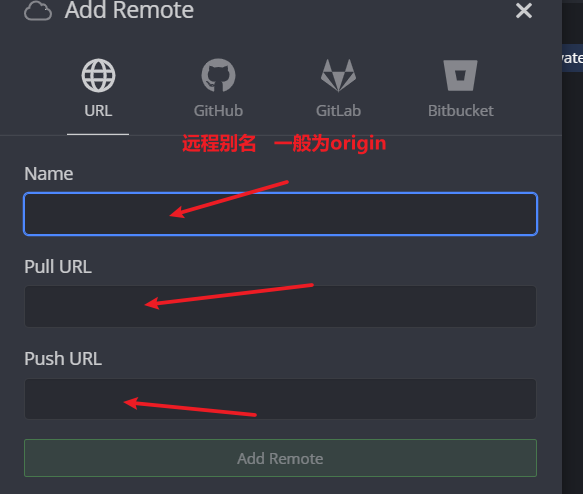 Add Remote
URL
GitHub
GitLab
Bitbucket
远程别名 一般为origin
Name
Pull URL
Push URL
Add Remote